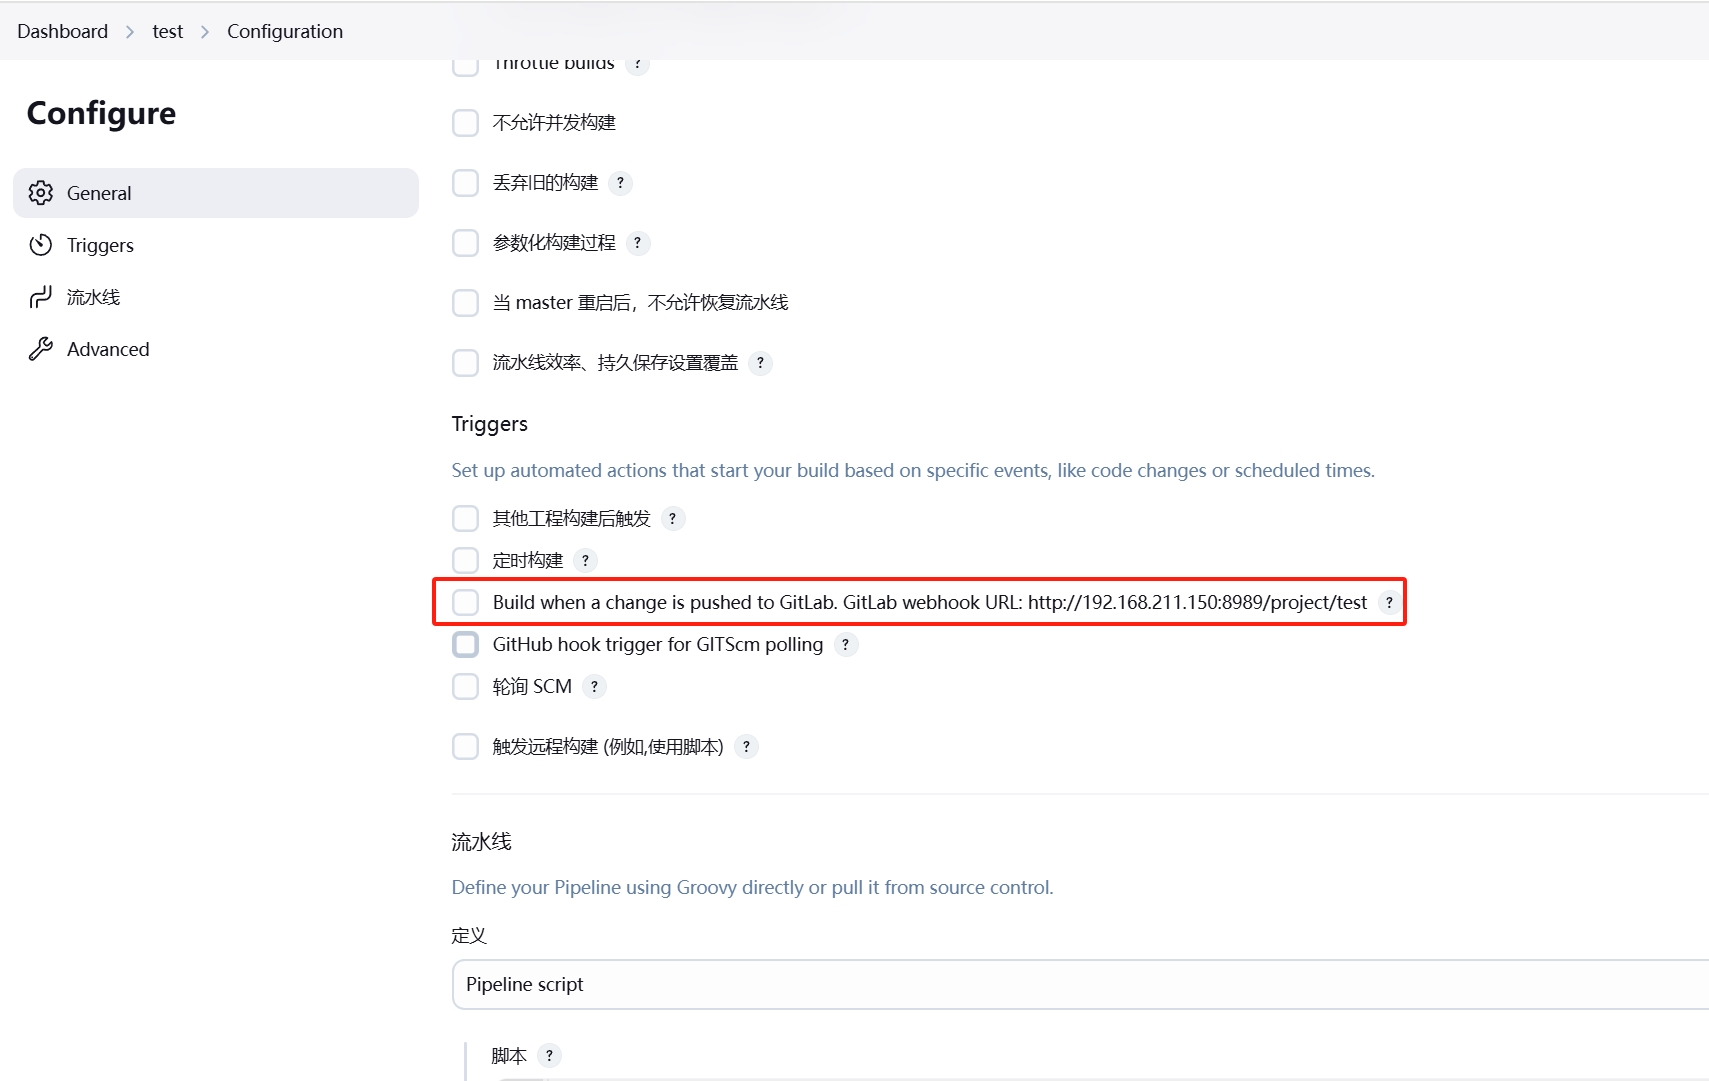 Dashboard > test > Configuration
Configure
General
Triggers
流水线
Advanced
Throttle builds ?
不允许并发构建
丢弃旧的构建 ?
参数化构建过程 ?
当 master 重启后，不允许恢复流水线
流水线效率、持久保存设置覆盖 ?
Triggers
Set up automated actions that start your build based on specific events, like code changes or scheduled times.
其他工程构建后触发 ?
定时构建 ?
Build when a change is pushed to GitLab. GitLab webhook URL: http://192.168.211.150:8989/project/test ?
GitHub hook trigger for GITScm polling ?
轮询 SCM ?
触发远程构建 (例如,使用脚本) ?
流水线
Define your Pipeline using Groovy directly or pull it from source control.
定义
Pipeline script
脚本 ?